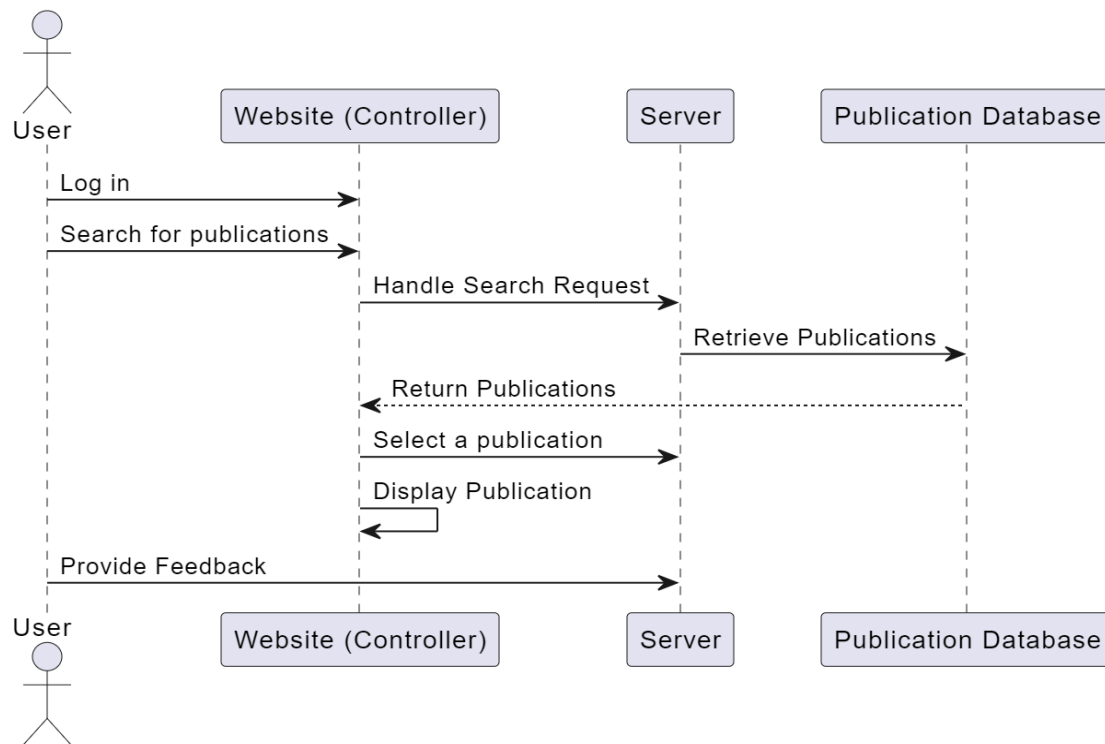 User
Website (Controller)
Server
Publication Database
Log in
Search for publications
Handle Search Request
Retrieve Publications
Return Publications
Select a publication
Display Publication
Provide Feedback
User
Website (Controller)
Server
Publication Database